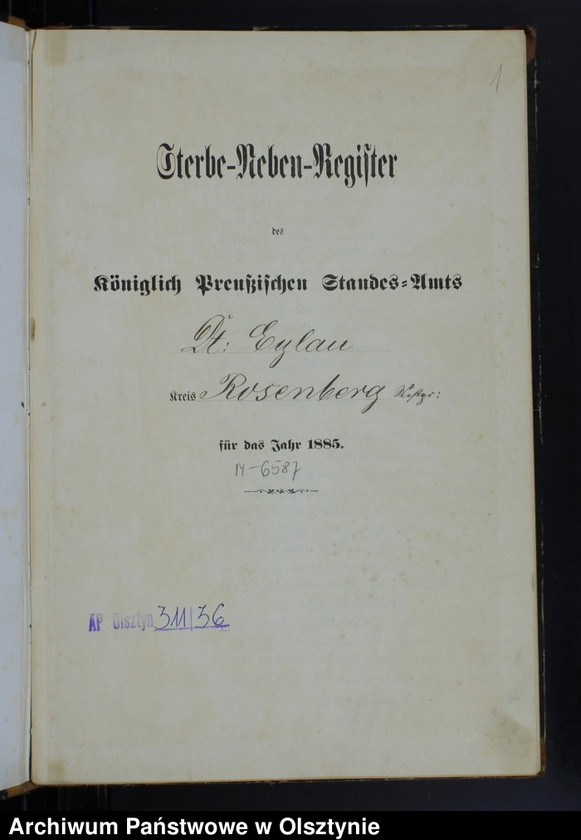 1
Sterbe-Neben-Register
des
Königlich Preußischen Standes-Amts
Dt: Eylau
Kreis Rosenberg Westpr:
für das Jahr 1885.
M-6587
AP Olsztyn 311/36
Archiwum Państwowe w Olsztynie